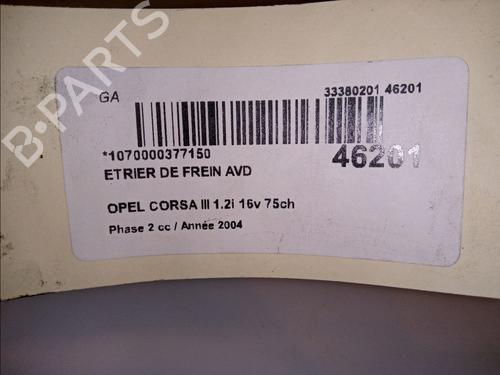 GA
33380201 46201
*1070000377150
46201
ETRIER DE FREIN AVD
OPEL CORSA III 1.2i 16v 75ch
Phase 2 cc / Année 2004
B-PARTS